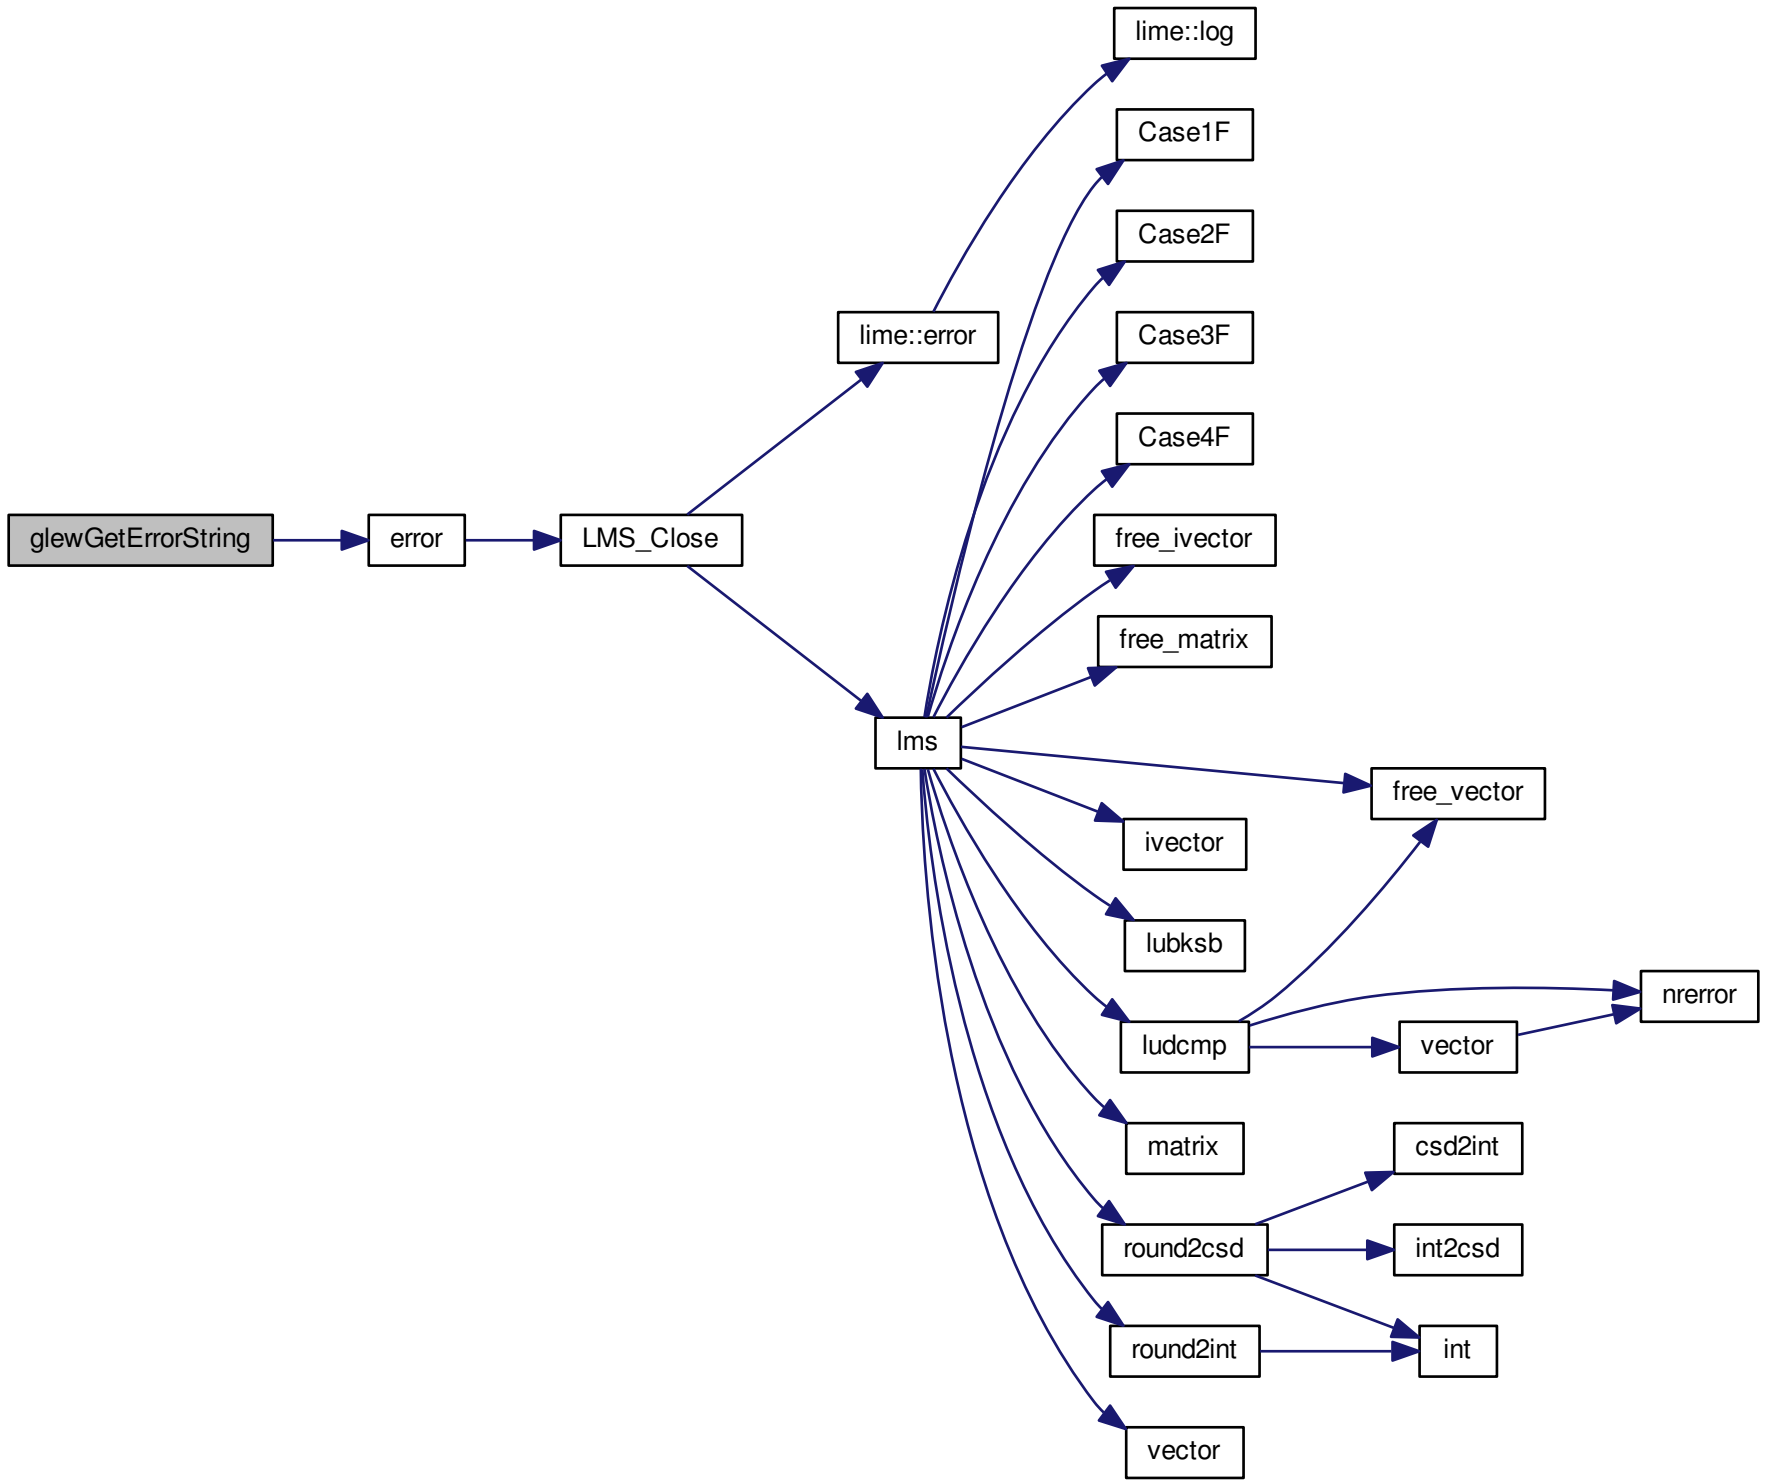 lime::log
Case1F
Case2F
lime::error
Case3F
Case4F
glewGetErrorString
error
LMS_Close
free_ivector
free_matrix
lms
free_vector
ivector
lubksb
nrerror
ludcmp
vector
matrix
csd2int
round2csd
int2csd
round2int
int
vector